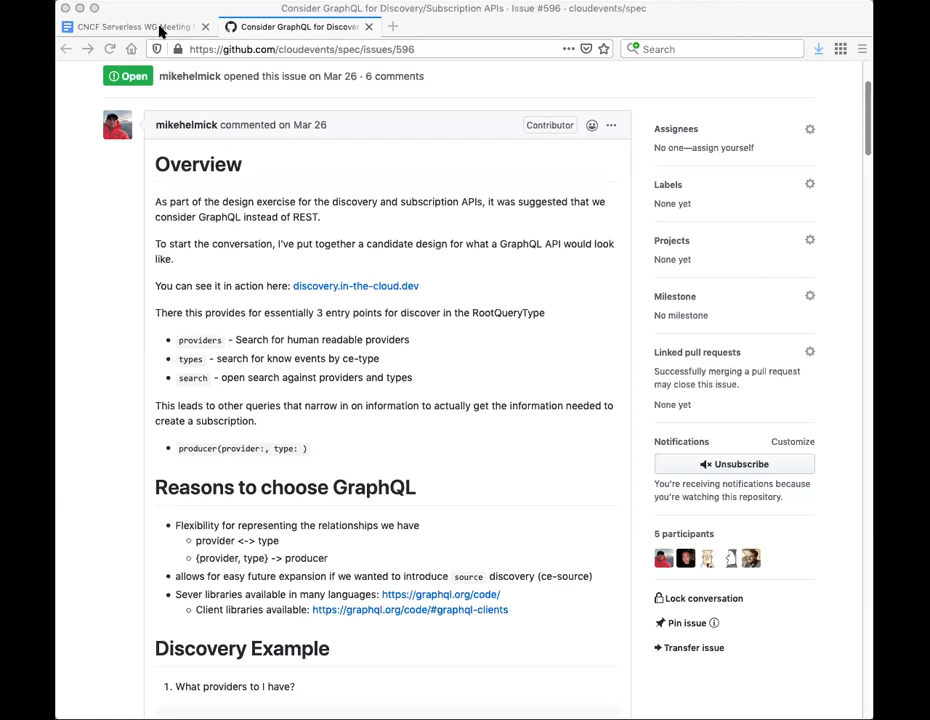 Consider GraphQL for Discovery/Subscription APIs · Issue #596 · cloudevents/spec
CNCF Serverless WG Meeting
Consider GraphQL for Discover
https://github.com/cloudevents/spec/issues/596
Search
Open
mikehelmick opened this issue on Mar 26 · 6 comments
mikehelmick commented on Mar 26
Contributor
Overview
As part of the design exercise for the discovery and subscription APIs, it was suggested that we
consider GraphQL instead of REST.
To start the conversation, I've put together a candidate design for what a GraphQL API would look
like.
You can see it in action here: discovery.in-the-cloud.dev
There this provides for essentially 3 entry points for discover in the RootQueryType
• providers - Search for human readable providers
• types - search for know events by ce-type
• search - open search against providers and types
This leads to other queries that narrow in on information to actually get the information needed to
create a subscription.
• producer(provider:, type: )
Reasons to choose GraphQL
• Flexibility for representing the relationships we have
provider <-> type
{provider, type} -> producer
• allows for easy future expansion if we wanted to introduce source discovery (ce-source)
• Sever libraries available in many languages: https://graphql.org/code/
Client libraries available: https://graphql.org/code/#graphql-clients
Discovery Example
1. What providers to I have?
Assignees
No one—assign yourself
Labels
None yet
Projects
None yet
Milestone
No milestone
Linked pull requests
Successfully merging a pull request
may close this issue.
None yet
Notifications
Customize
Unsubscribe
You're receiving notifications because
you're watching this repository.
5 participants
Lock conversation
Pin issue
Transfer issue